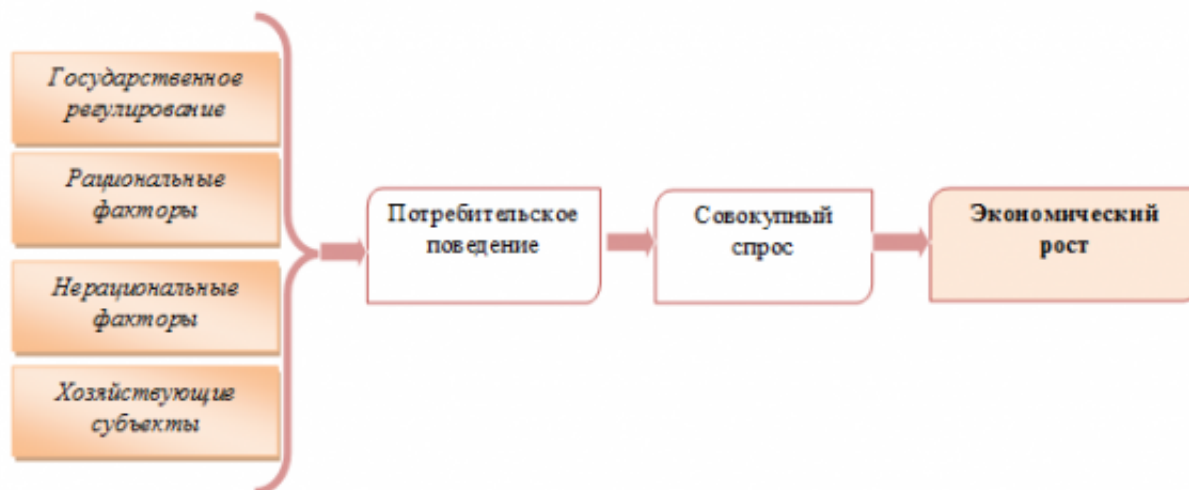 Государственное
регулирование
Рациональные
факторы
Нерациональные
факторы
Хозяйствующие
субъекты
Потребительское
поведение
Совокупный
спрос
Экономический
рост